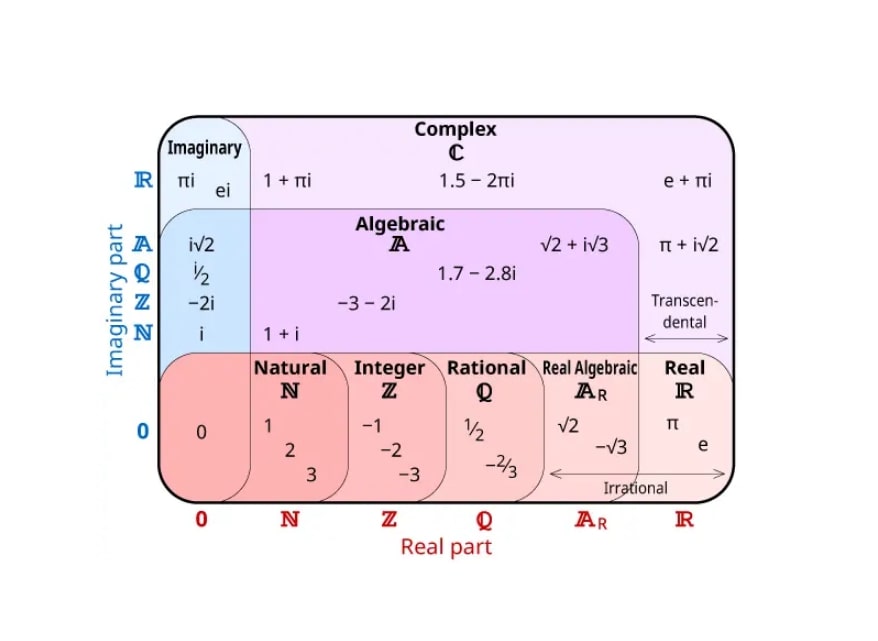 Complex
ℂ
Imaginary
ℝ πi ei 1 + πi 1.5 − 2πi e + πi
Algebraic
𝔸 i√2 𝔸 √2 + i√3 π + i√2
ℚ i⁄2 1.7 − 2.8i
ℤ −2i −3 − 2i Transcen-
dental
ℕ i 1 + i
Imaginary part
Natural Integer Rational Real Algebraic Real
ℕ ℤ ℚ 𝔸R ℝ
0 0 1 −1 1⁄2 √2 π
2 −2 −√3 e
3 −3 −2⁄3
Irrational
0 ℕ ℤ ℚ 𝔸R ℝ
Real part